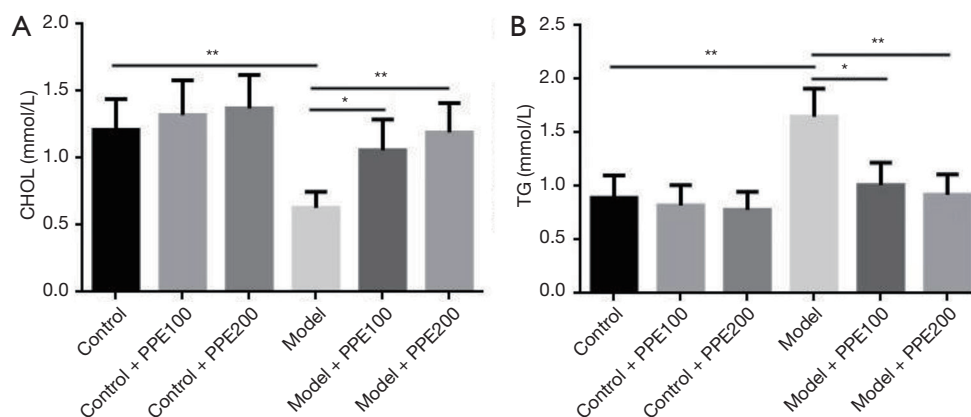 A
CHOL (mmol/L)
2.0
1.5
1.0
0.5
0.0
**
**
*
Control
Control + PPE100
Control + PPE200
Model
Model + PPE100
Model + PPE200
B
TG (mmol/L)
2.5
2.0
1.5
1.0
0.5
0.0
**
**
*
Control
Control + PPE100
Control + PPE200
Model
Model + PPE100
Model + PPE200